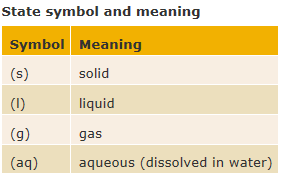 State symbol and meaning
Symbol Meaning
(s) solid
(l) liquid
(g) gas
(aq) aqueous (dissolved in water)